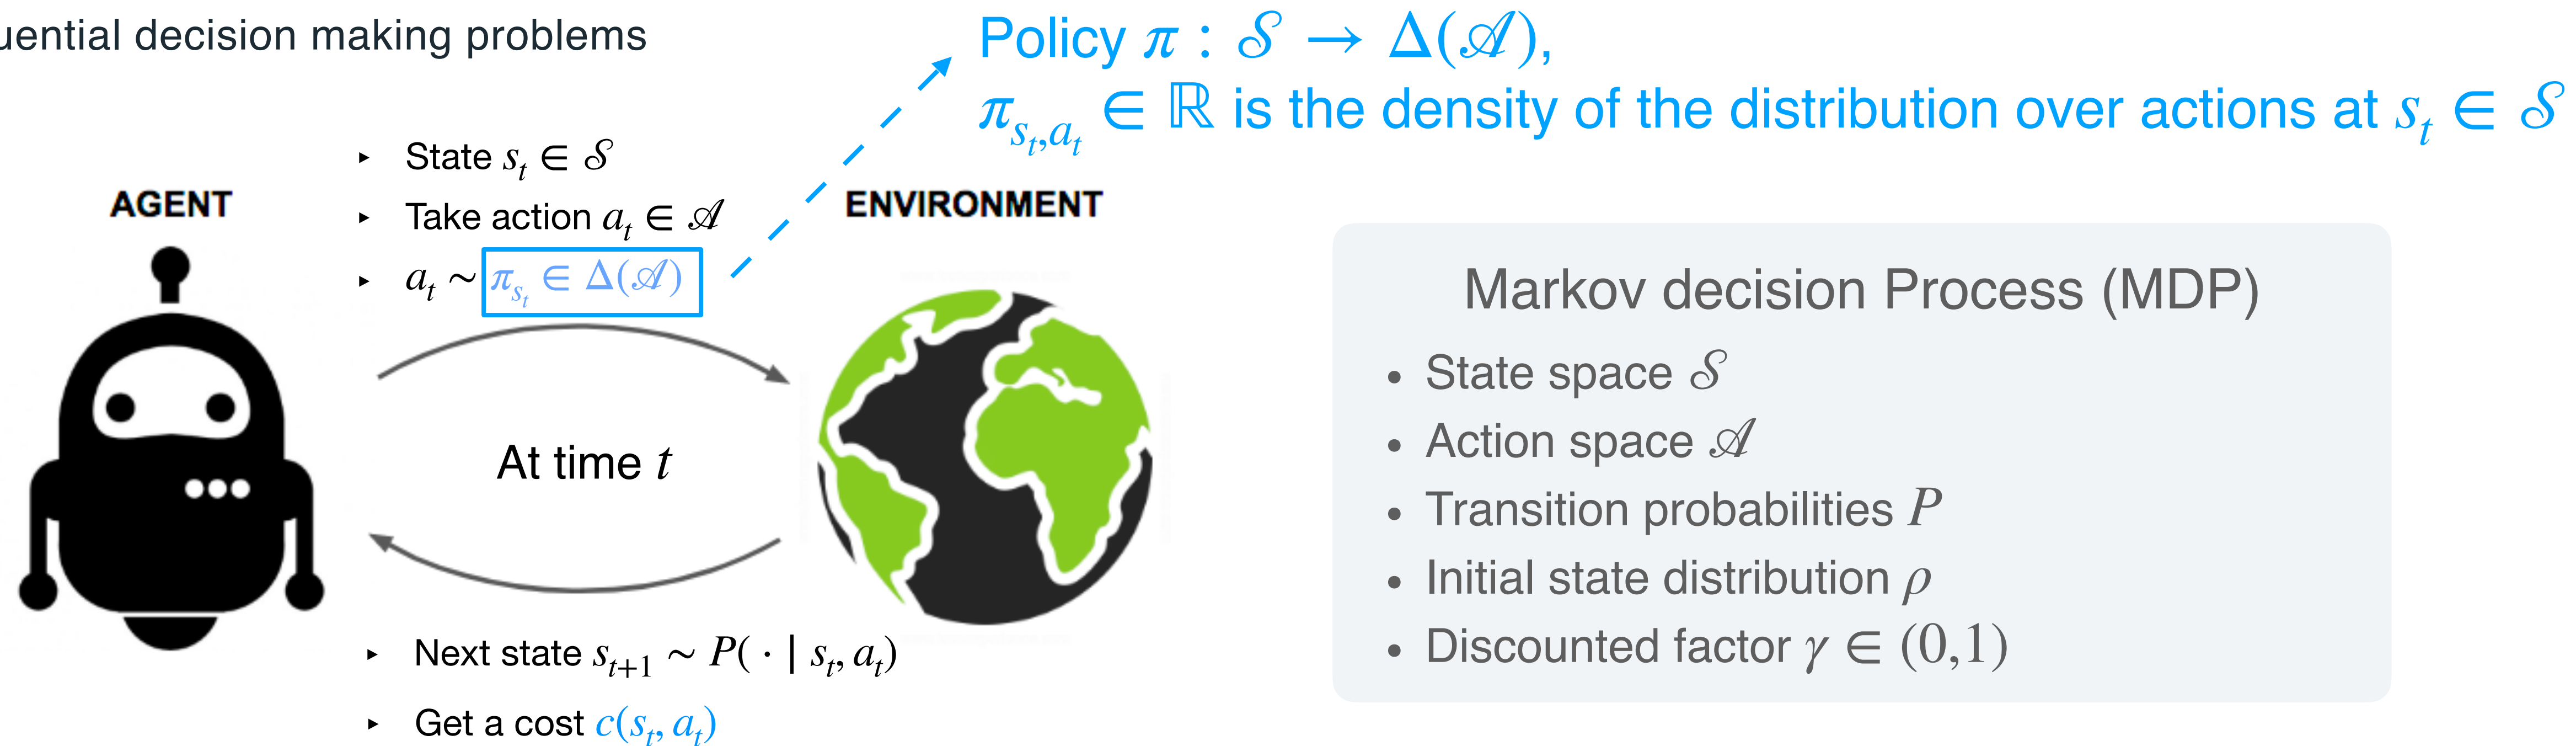 uential decision making problems
Policy π : 𝒮 → Δ(𝒜),
π_{s_t,a_t} ∈ ℝ is the density of the distribution over actions at s_t ∈ 𝒮
▸ State s_t ∈ 𝒮
▸ Take action a_t ∈ 𝒜
▸ a_t ~ π_{s_t} ∈ Δ(𝒜)
AGENT
ENVIRONMENT
At time t
▸ Next state s_{t+1} ~ P( · | s_t, a_t)
▸ Get a cost c(s_t, a_t)
Markov decision Process (MDP)
• State space 𝒮
• Action space 𝒜
• Transition probabilities P
• Initial state distribution ρ
• Discounted factor γ ∈ (0,1)